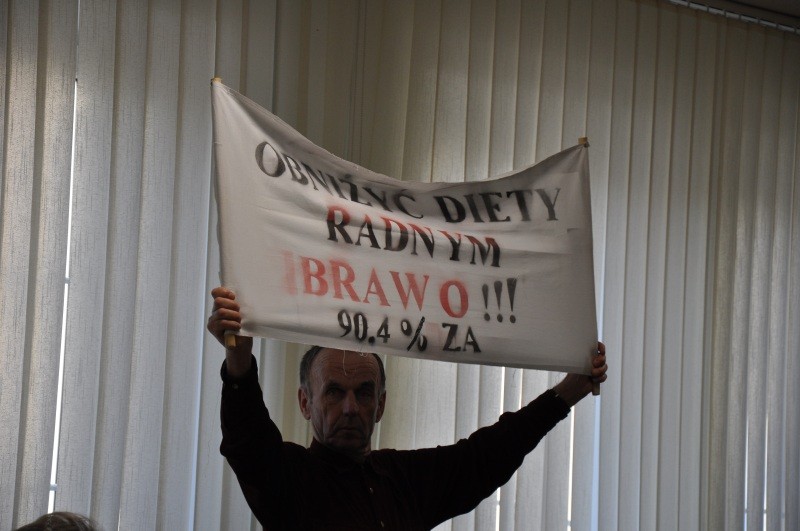 OBNIŻYĆ DIETY
RADNYM
BRAWO !!!
90.4 % ZA